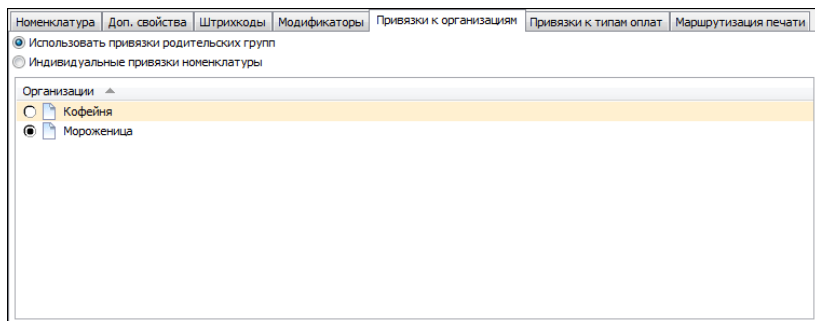 Номенклатура Доп. свойства Штрихкоды Модификаторы Привязки к организациям Привязки к типам оплат Маршрутизация печати
Использовать привязки родительских групп
Индивидуальные привязки номенклатуры
Организации
Кофейня
Мороженица